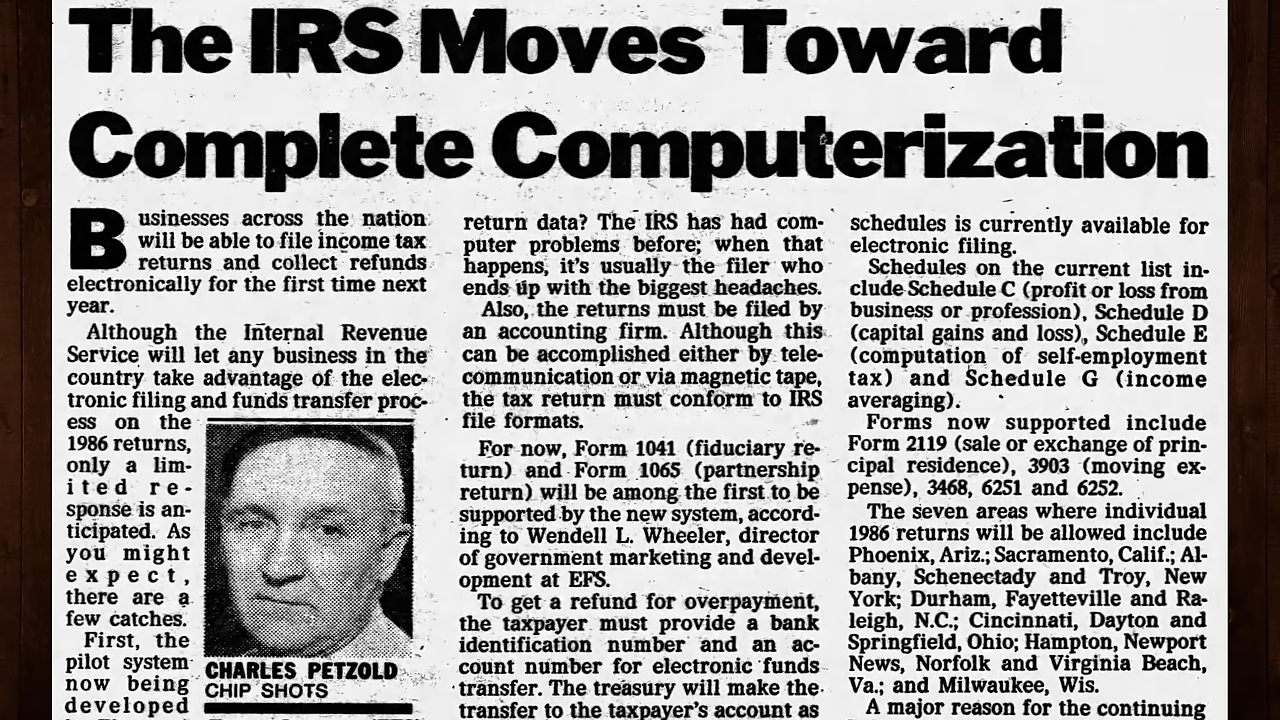 The IRS Moves Toward
Complete Computerization
Businesses across the nation
will be able to file income tax
returns and collect refunds
electronically for the first time next
year.
Although the Internal Revenue
Service will let any business in the
country take advantage of the elec-
tronic filing and funds transfer proc-
ess on the
1986 returns,
only a lim-
ited re-
sponse is an-
ticipated. As
you might
expect,
there are a
few catches.
First, the
pilot system
now being
developed
CHARLES PETZOLD
CHIP SHOTS
return data? The IRS has had com-
puter problems before; when that
happens, it's usually the filer who
ends up with the biggest headaches.
Also, the returns must be filed by
an accounting firm. Although this
can be accomplished either by tele-
communication or via magnetic tape,
the tax return must conform to IRS
file formats.
For now, Form 1041 (fiduciary re-
turn) and Form 1065 (partnership
return) will be among the first to be
supported by the new system, accord-
ing to Wendell L. Wheeler, director
of government marketing and devel-
opment at EFS.
To get a refund for overpayment,
the taxpayer must provide a bank
identification number and an ac-
count number for electronic funds
transfer. The treasury will make the
transfer to the taxpayer's account as
schedules is currently available for
electronic filing.
Schedules on the current list in-
clude Schedule C (profit or loss from
business or profession), Schedule D
(capital gains and loss), Schedule E
(computation of self-employment
tax) and Schedule G (income
averaging).
Forms now supported include
Form 2119 (sale or exchange of prin-
cipal residence), 3903 (moving ex-
pense), 3468, 6251 and 6252.
The seven areas where individual
1986 returns will be allowed include
Phoenix, Ariz.; Sacramento, Calif.; Al-
bany, Schenectady and Troy, New
York; Durham, Fayetteville and Ra-
leigh, N.C.; Cincinnati, Dayton and
Springfield, Ohio; Hampton, Newport
News, Norfolk and Virginia Beach,
Va.; and Milwaukee, Wis.
A major reason for the continuing